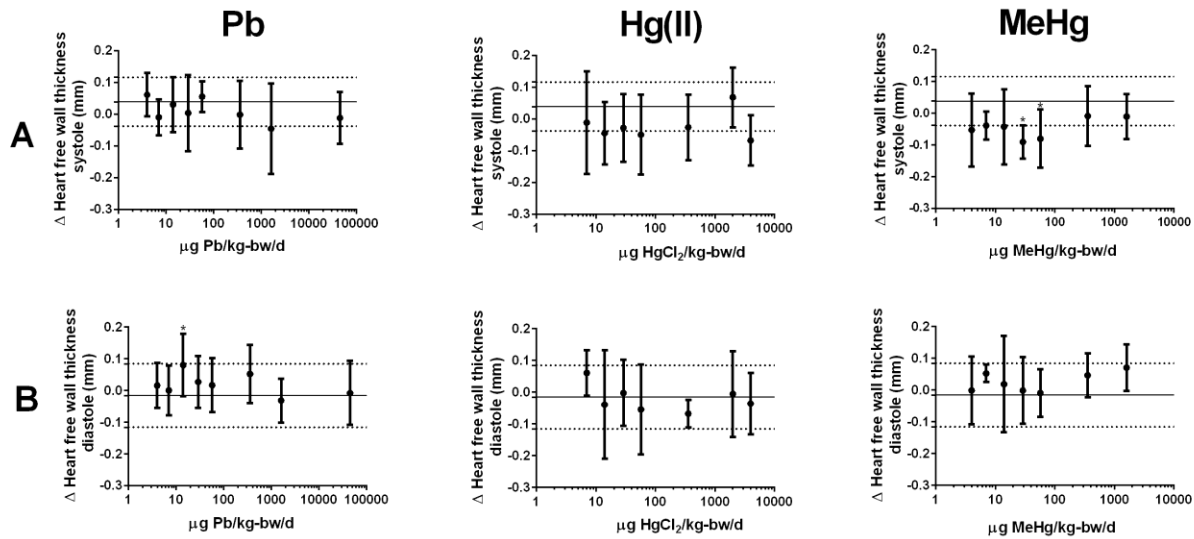 Pb Hg(II) MeHg
A
Δ Heart free wall thickness
systole (mm)
0.2
0.1
0.0
-0.1
-0.2
-0.3
1 10 100 1000 10000 100000
μg Pb/kg-bw/d
Δ Heart free wall thickness
systole (mm)
0.2
0.1
0.0
-0.1
-0.2
-0.3
1 10 100 1000 10000
μg HgCl₂/kg-bw/d
Δ Heart free wall thickness
systole (mm)
0.2
0.1
0.0
-0.1
-0.2
-0.3
* *
1 10 100 1000 10000
μg MeHg/kg-bw/d
B
Δ Heart free wall thickness
diastole (mm)
0.2
0.1
0.0
-0.1
-0.2
-0.3
*
1 10 100 1000 10000 100000
μg Pb/kg-bw/d
Δ Heart free wall thickness
diastole (mm)
0.2
0.1
0.0
-0.1
-0.2
-0.3
1 10 100 1000 10000
μg HgCl₂/kg-bw/d
Δ Heart free wall thickness
diastole (mm)
0.2
0.1
0.0
-0.1
-0.2
-0.3
1 10 100 1000 10000
μg MeHg/kg-bw/d